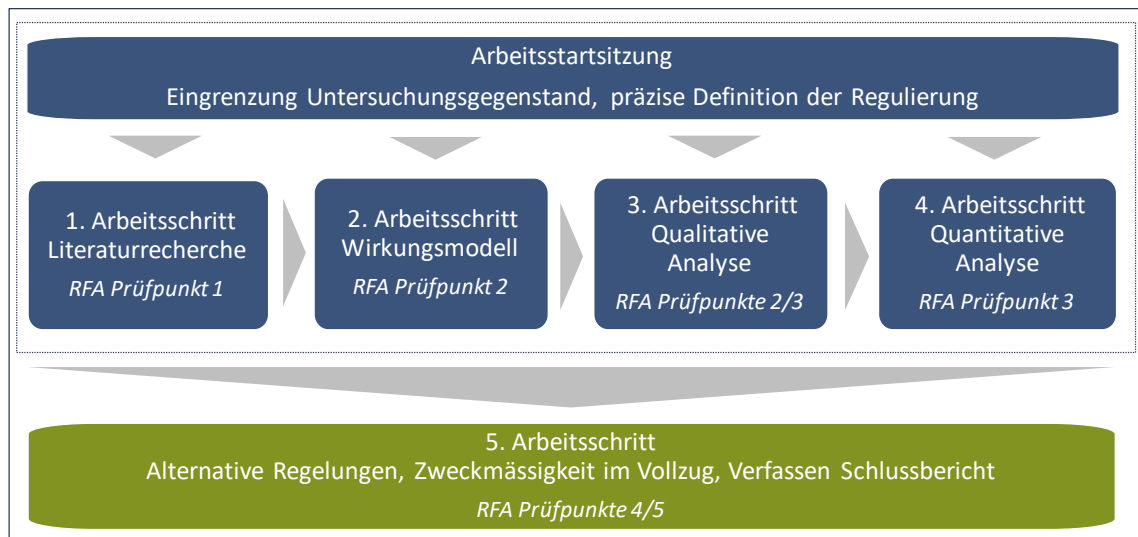 Arbeitsstartsitzung
Eingrenzung Untersuchungsgegenstand, präzise Definition der Regulierung
1. Arbeitsschritt
Literaturrecherche
RFA Prüfpunkt 1
2. Arbeitsschritt
Wirkungsmodell
RFA Prüfpunkt 2
3. Arbeitsschritt
Qualitative
Analyse
RFA Prüfpunkte 2/3
4. Arbeitsschritt
Quantitative
Analyse
RFA Prüfpunkt 3
5. Arbeitsschritt
Alternative Regelungen, Zweckmässigkeit im Vollzug, Verfassen Schlussbericht
RFA Prüfpunkte 4/5